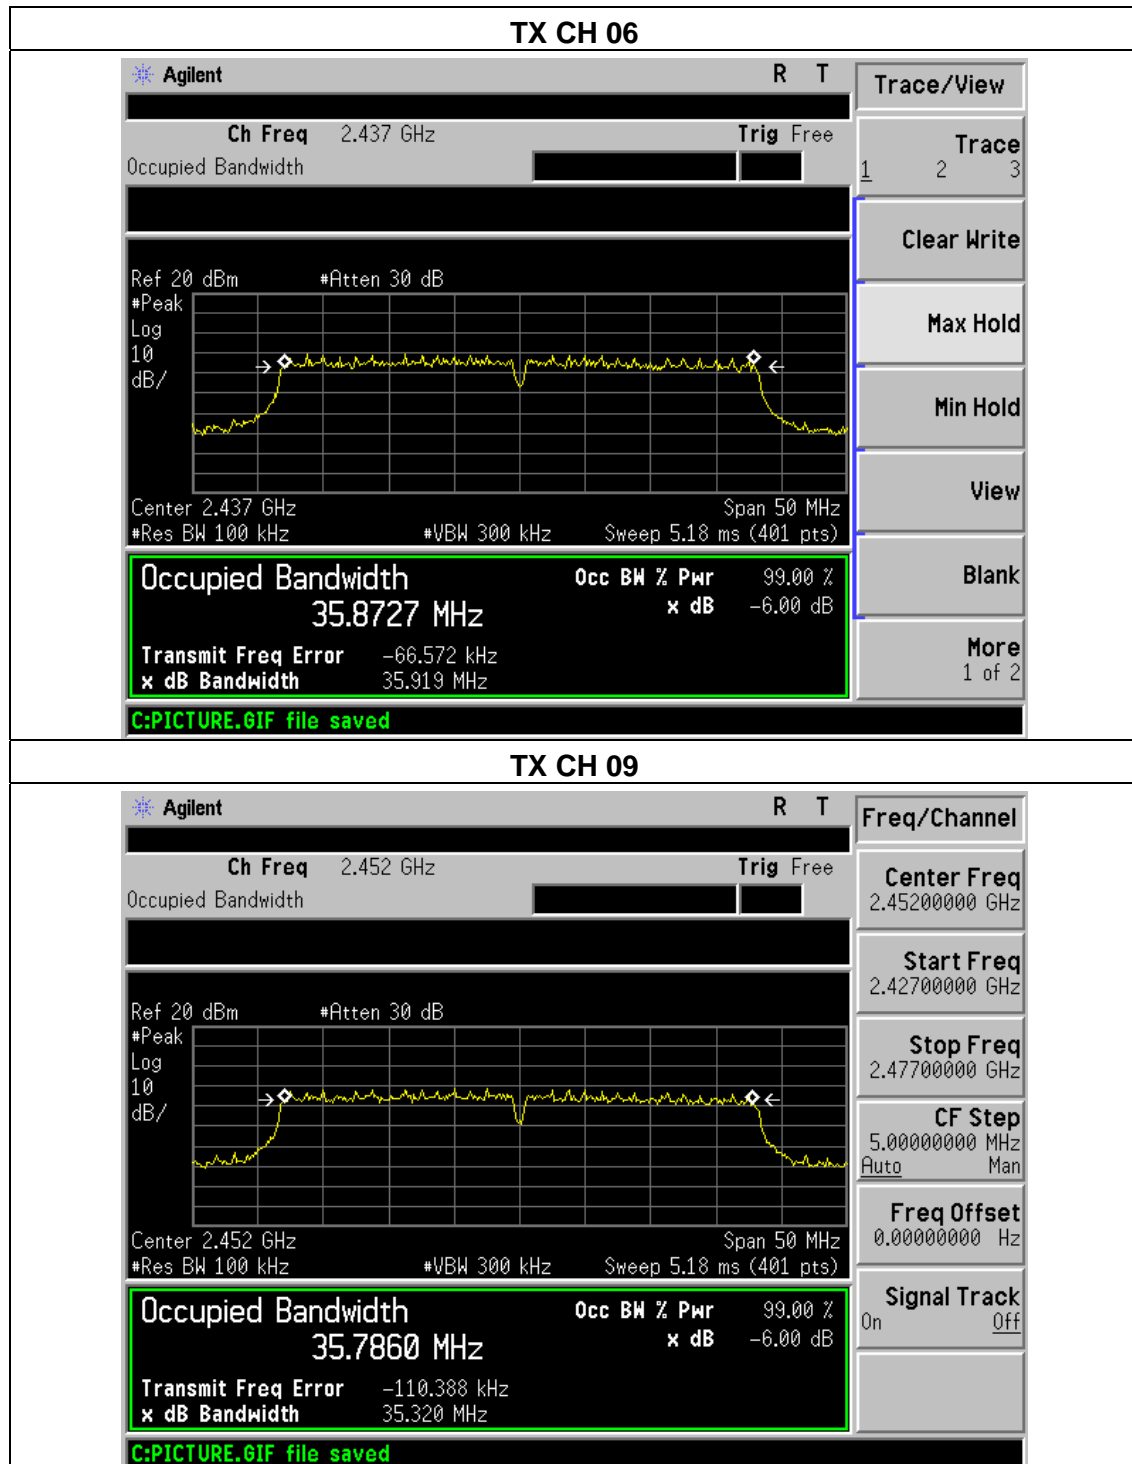 TX CH 06
Agilent R T
Trace/View
Ch Freq 2.437 GHz Trig Free
Occupied Bandwidth
Trace
1 2 3
Clear Write
Max Hold
Min Hold
View
Blank
More
1 of 2
Ref 20 dBm #Atten 30 dB
#Peak
Log
10
dB/
Center 2.437 GHz Span 50 MHz
#Res BW 100 kHz #VBW 300 kHz Sweep 5.18 ms (401 pts)
Occupied Bandwidth Occ BW % Pwr 99.00 %
35.8727 MHz x dB -6.00 dB
Transmit Freq Error -66.572 kHz
x dB Bandwidth 35.919 MHz
C:PICTURE.GIF file saved
TX CH 09
Agilent R T
Freq/Channel
Ch Freq 2.452 GHz Trig Free
Occupied Bandwidth
Center Freq
2.45200000 GHz
Start Freq
2.42700000 GHz
Stop Freq
2.47700000 GHz
CF Step
5.00000000 MHz
Auto Man
Freq Offset
0.00000000 Hz
Signal Track
On Off
Ref 20 dBm #Atten 30 dB
#Peak
Log
10
dB/
Center 2.452 GHz Span 50 MHz
#Res BW 100 kHz #VBW 300 kHz Sweep 5.18 ms (401 pts)
Occupied Bandwidth Occ BW % Pwr 99.00 %
35.7860 MHz x dB -6.00 dB
Transmit Freq Error -110.388 kHz
x dB Bandwidth 35.320 MHz
C:PICTURE.GIF file saved